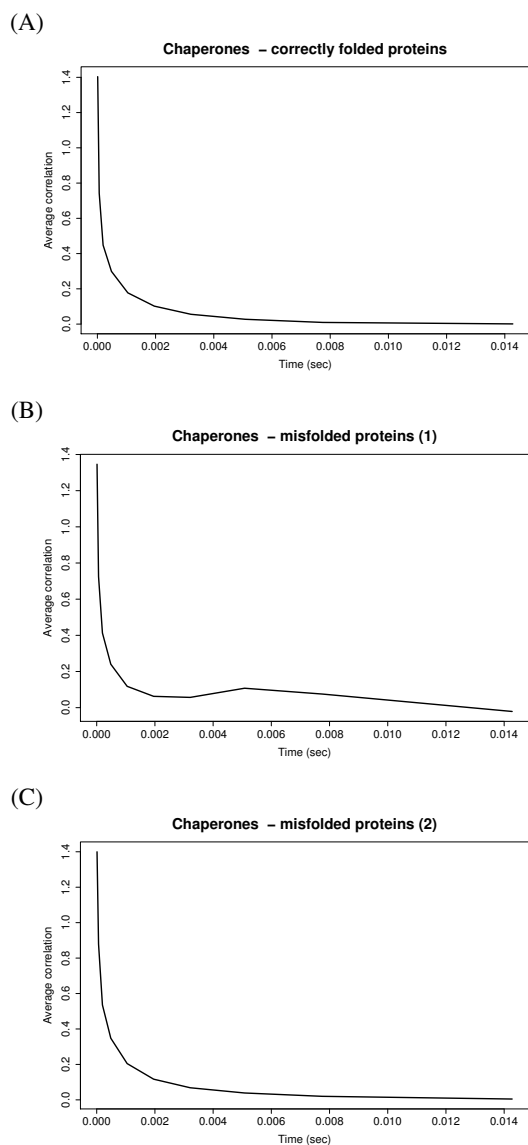 (A)
Chaperones – correctly folded proteins
Average correlation
0.0 0.2 0.4 0.6 0.8 1.0 1.2 1.4
0.000 0.002 0.004 0.006 0.008 0.010 0.012 0.014
Time (sec)
(B)
Chaperones – misfolded proteins (1)
Average correlation
0.0 0.2 0.4 0.6 0.8 1.0 1.2 1.4
0.000 0.002 0.004 0.006 0.008 0.010 0.012 0.014
Time (sec)
(C)
Chaperones – misfolded proteins (2)
Average correlation
0.0 0.2 0.4 0.6 0.8 1.0 1.2 1.4
0.000 0.002 0.004 0.006 0.008 0.010 0.012 0.014
Time (sec)